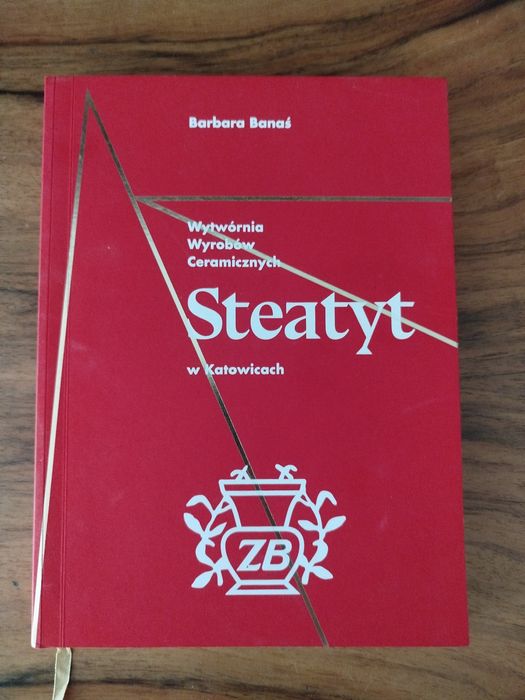 Barbara Banaś
Wytwórnia
Wyrobów
Ceramicznych
Steatyt
w Katowicach
ZB